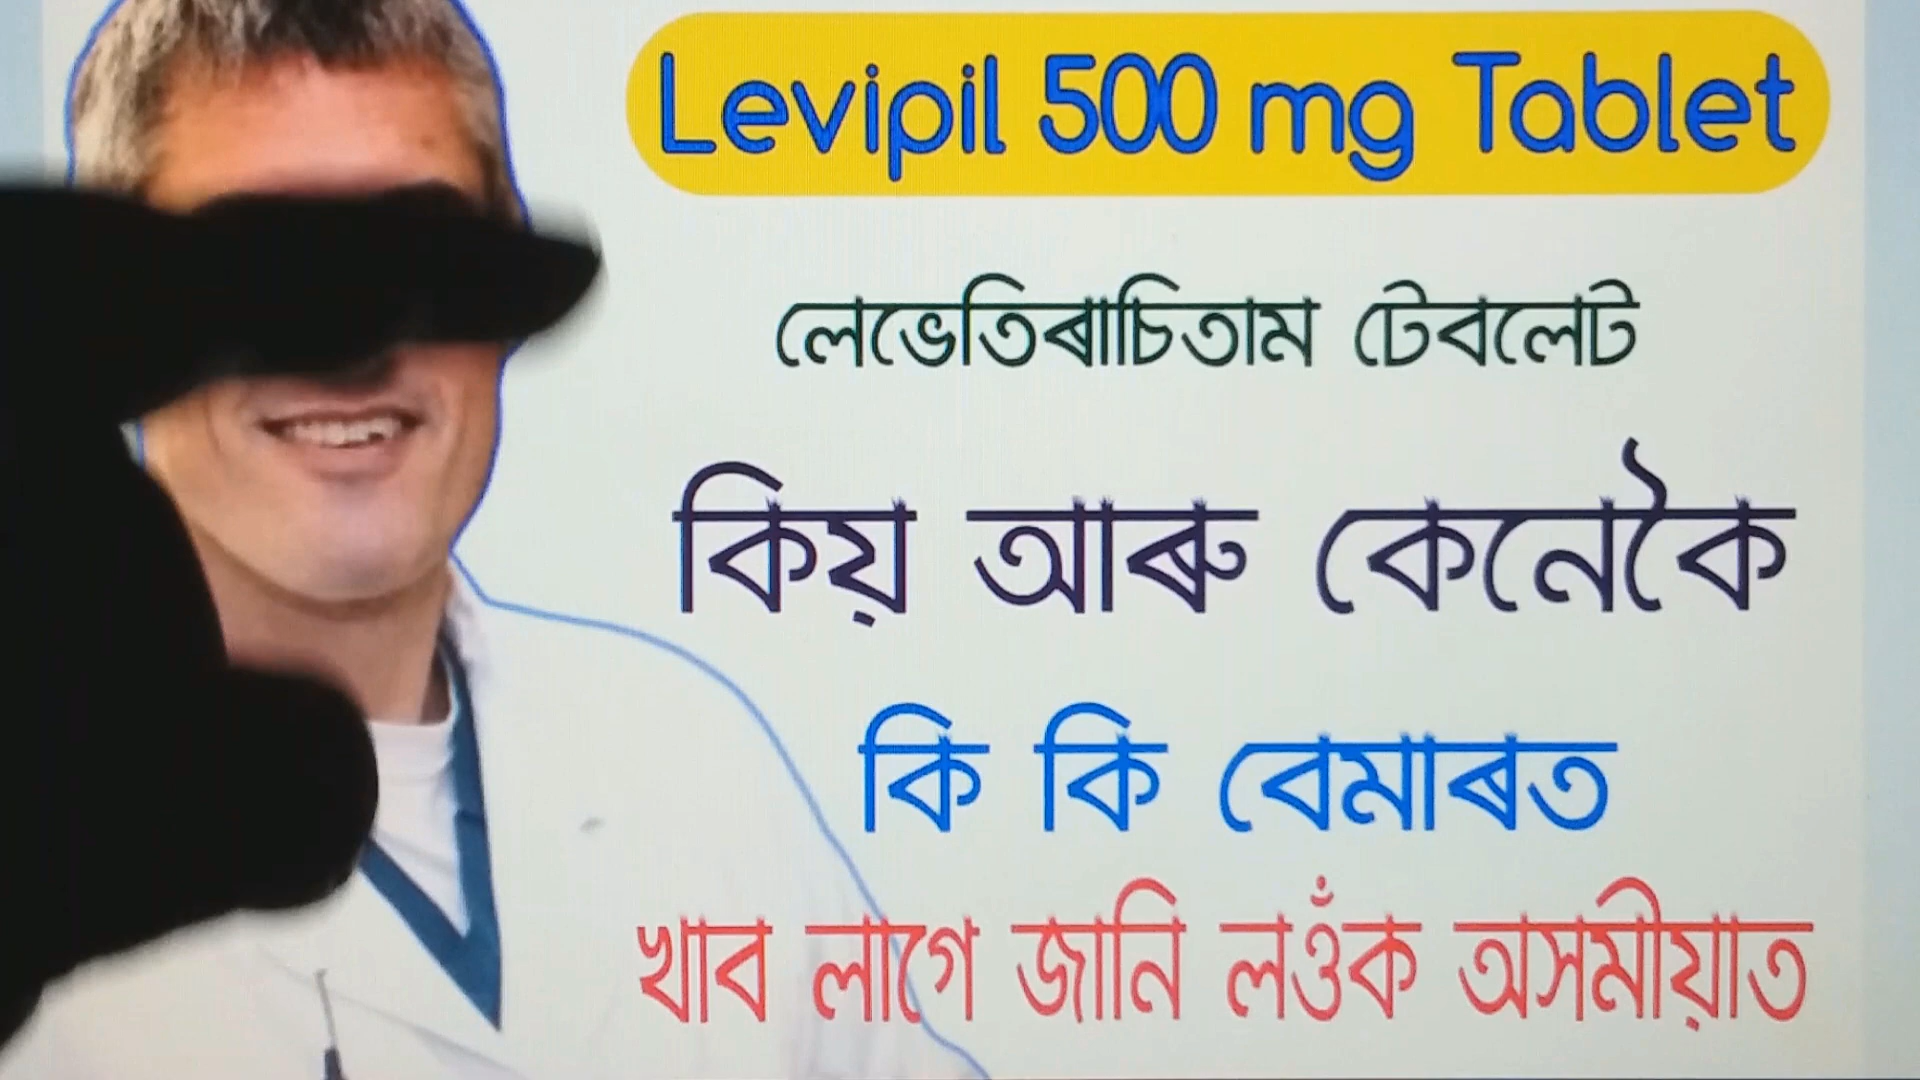 Levipil 500 mg Tablet
লেভেতিৰাচিতাম টেবলেট
কিয় আৰু কেনেকৈ
কি কি বেমাৰত
খাব লাগে জানি লওঁক অসমীয়াত